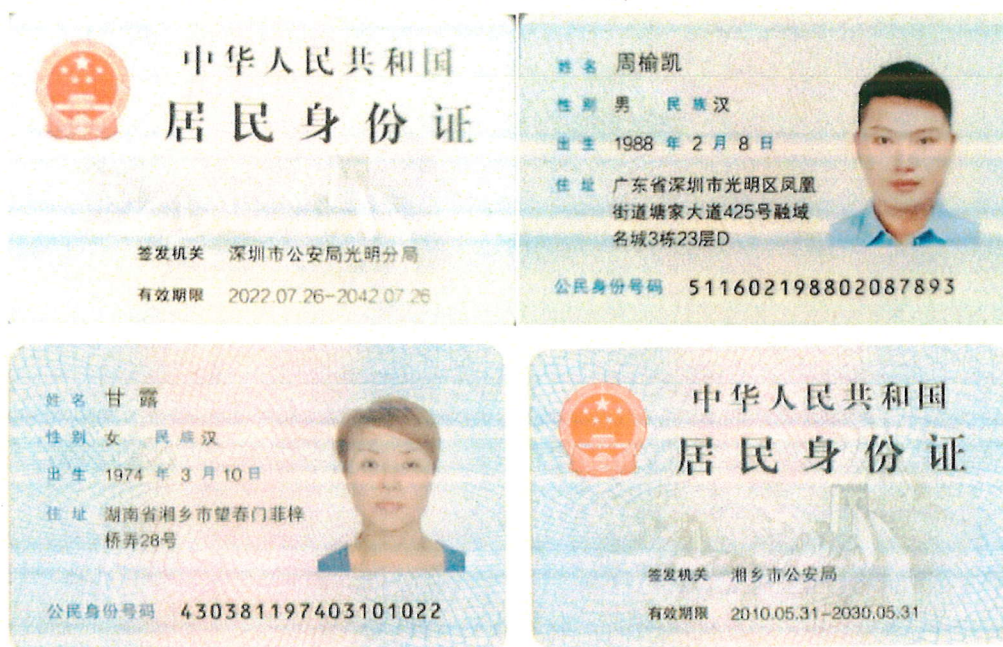 中华人民共和国
居民身份证
签发机关 深圳市公安局光明分局
有效期限 2022.07.26-2042.07.26
姓名 周榆凯
性别 男 民族 汉
出生 1988 年 2 月 8 日
住址 广东省深圳市光明区凤凰
街道塘家大道425号融域
名城3栋23层D
公民身份号码 511602198802087893
姓名 甘露
性别 女 民族 汉
出生 1974 年 3 月 10 日
住址 湖南省湘乡市望春门菲梓
桥弄28号
公民身份号码 430381197403101022
中华人民共和国
居民身份证
签发机关 湘乡市公安局
有效期限 2010.05.31-2030.05.31